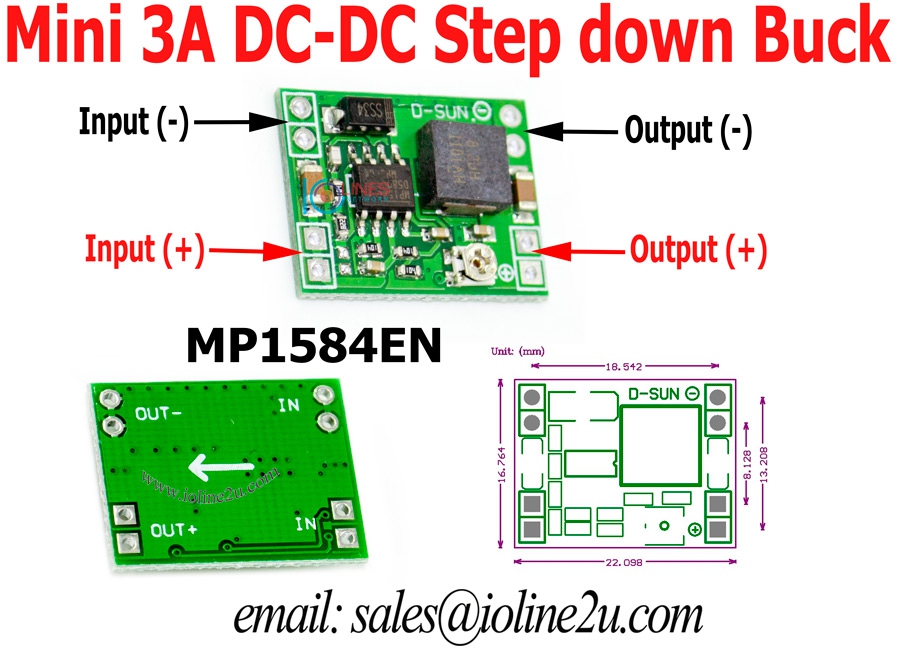 Mini 3A DC-DC Step down Buck
Input (-)
SS34
D-SUN
Output (-)
Input (+)
Output (+)
MP1584EN
Unit: (mm)
18.542
OUT-
IN
D-SUN
16.764
8.128
13.208
www.ioline2u.com
OUT+
IN
22.098
email: sales@ioline2u.com